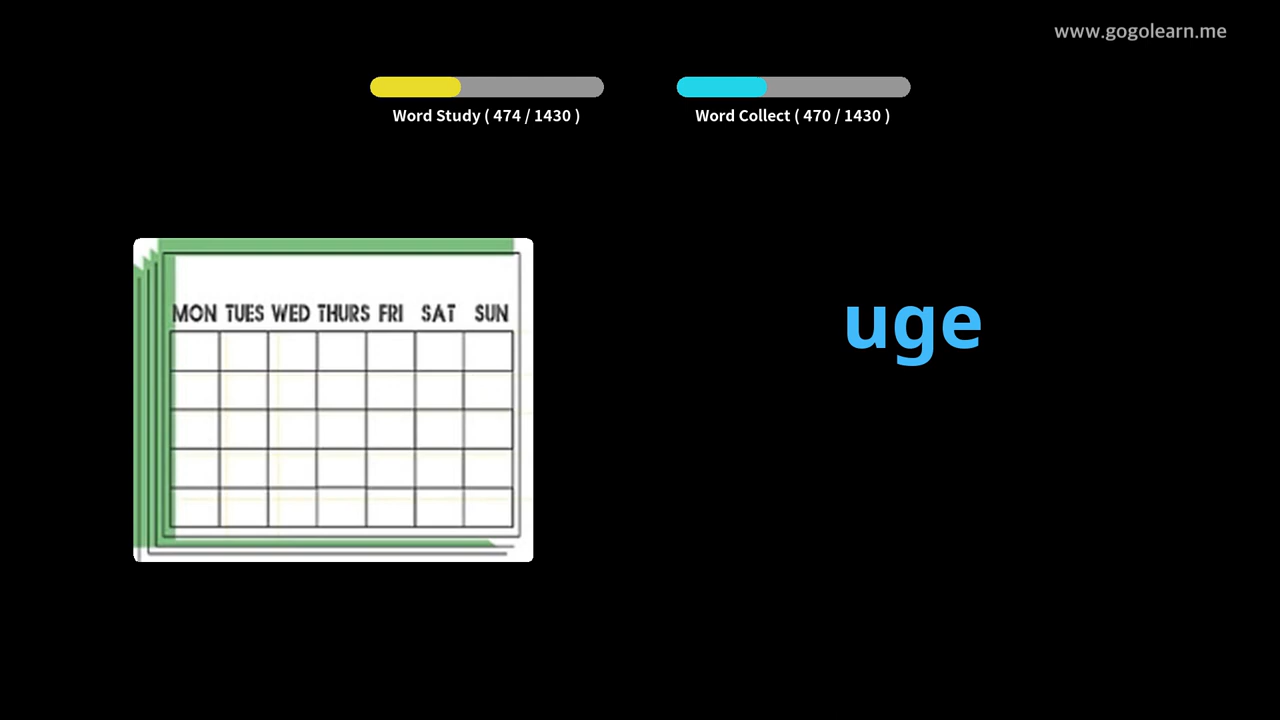 www.gogolearn.me
Word Study ( 474 / 1430 )
Word Collect ( 470 / 1430 )
MON TUES WED THURS FRI SAT SUN
uge